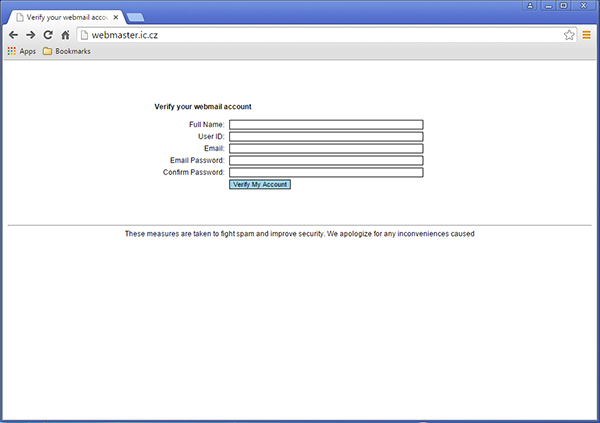 Verify your webmail accou
webmaster.ic.cz
Apps Bookmarks
Verify your webmail account
Full Name:
User ID:
Email:
Email Password:
Confirm Password:
Verify My Account
These measures are taken to fight spam and improve security. We apologize for any inconveniences caused